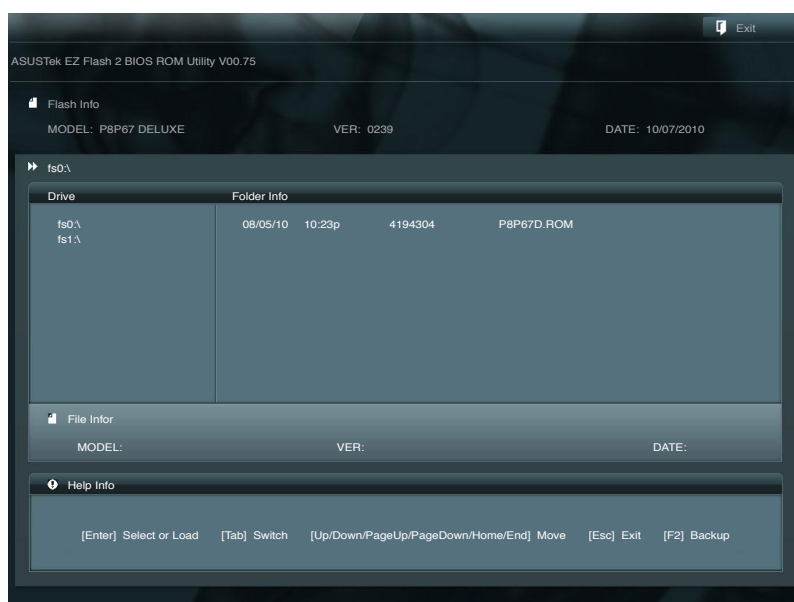 Exit
ASUSTek EZ Flash 2 BIOS ROM Utility V00.75
Flash Info
MODEL: P8P67 DELUXE VER: 0239 DATE: 10/07/2010
fs0:\
Drive Folder Info
fs0:\ 08/05/10 10:23p 4194304 P8P67D.ROM
fs1:\
File Infor
MODEL: VER: DATE:
Help Info
[Enter] Select or Load [Tab] Switch [Up/Down/PageUp/PageDown/Home/End] Move [Esc] Exit [F2] Backup